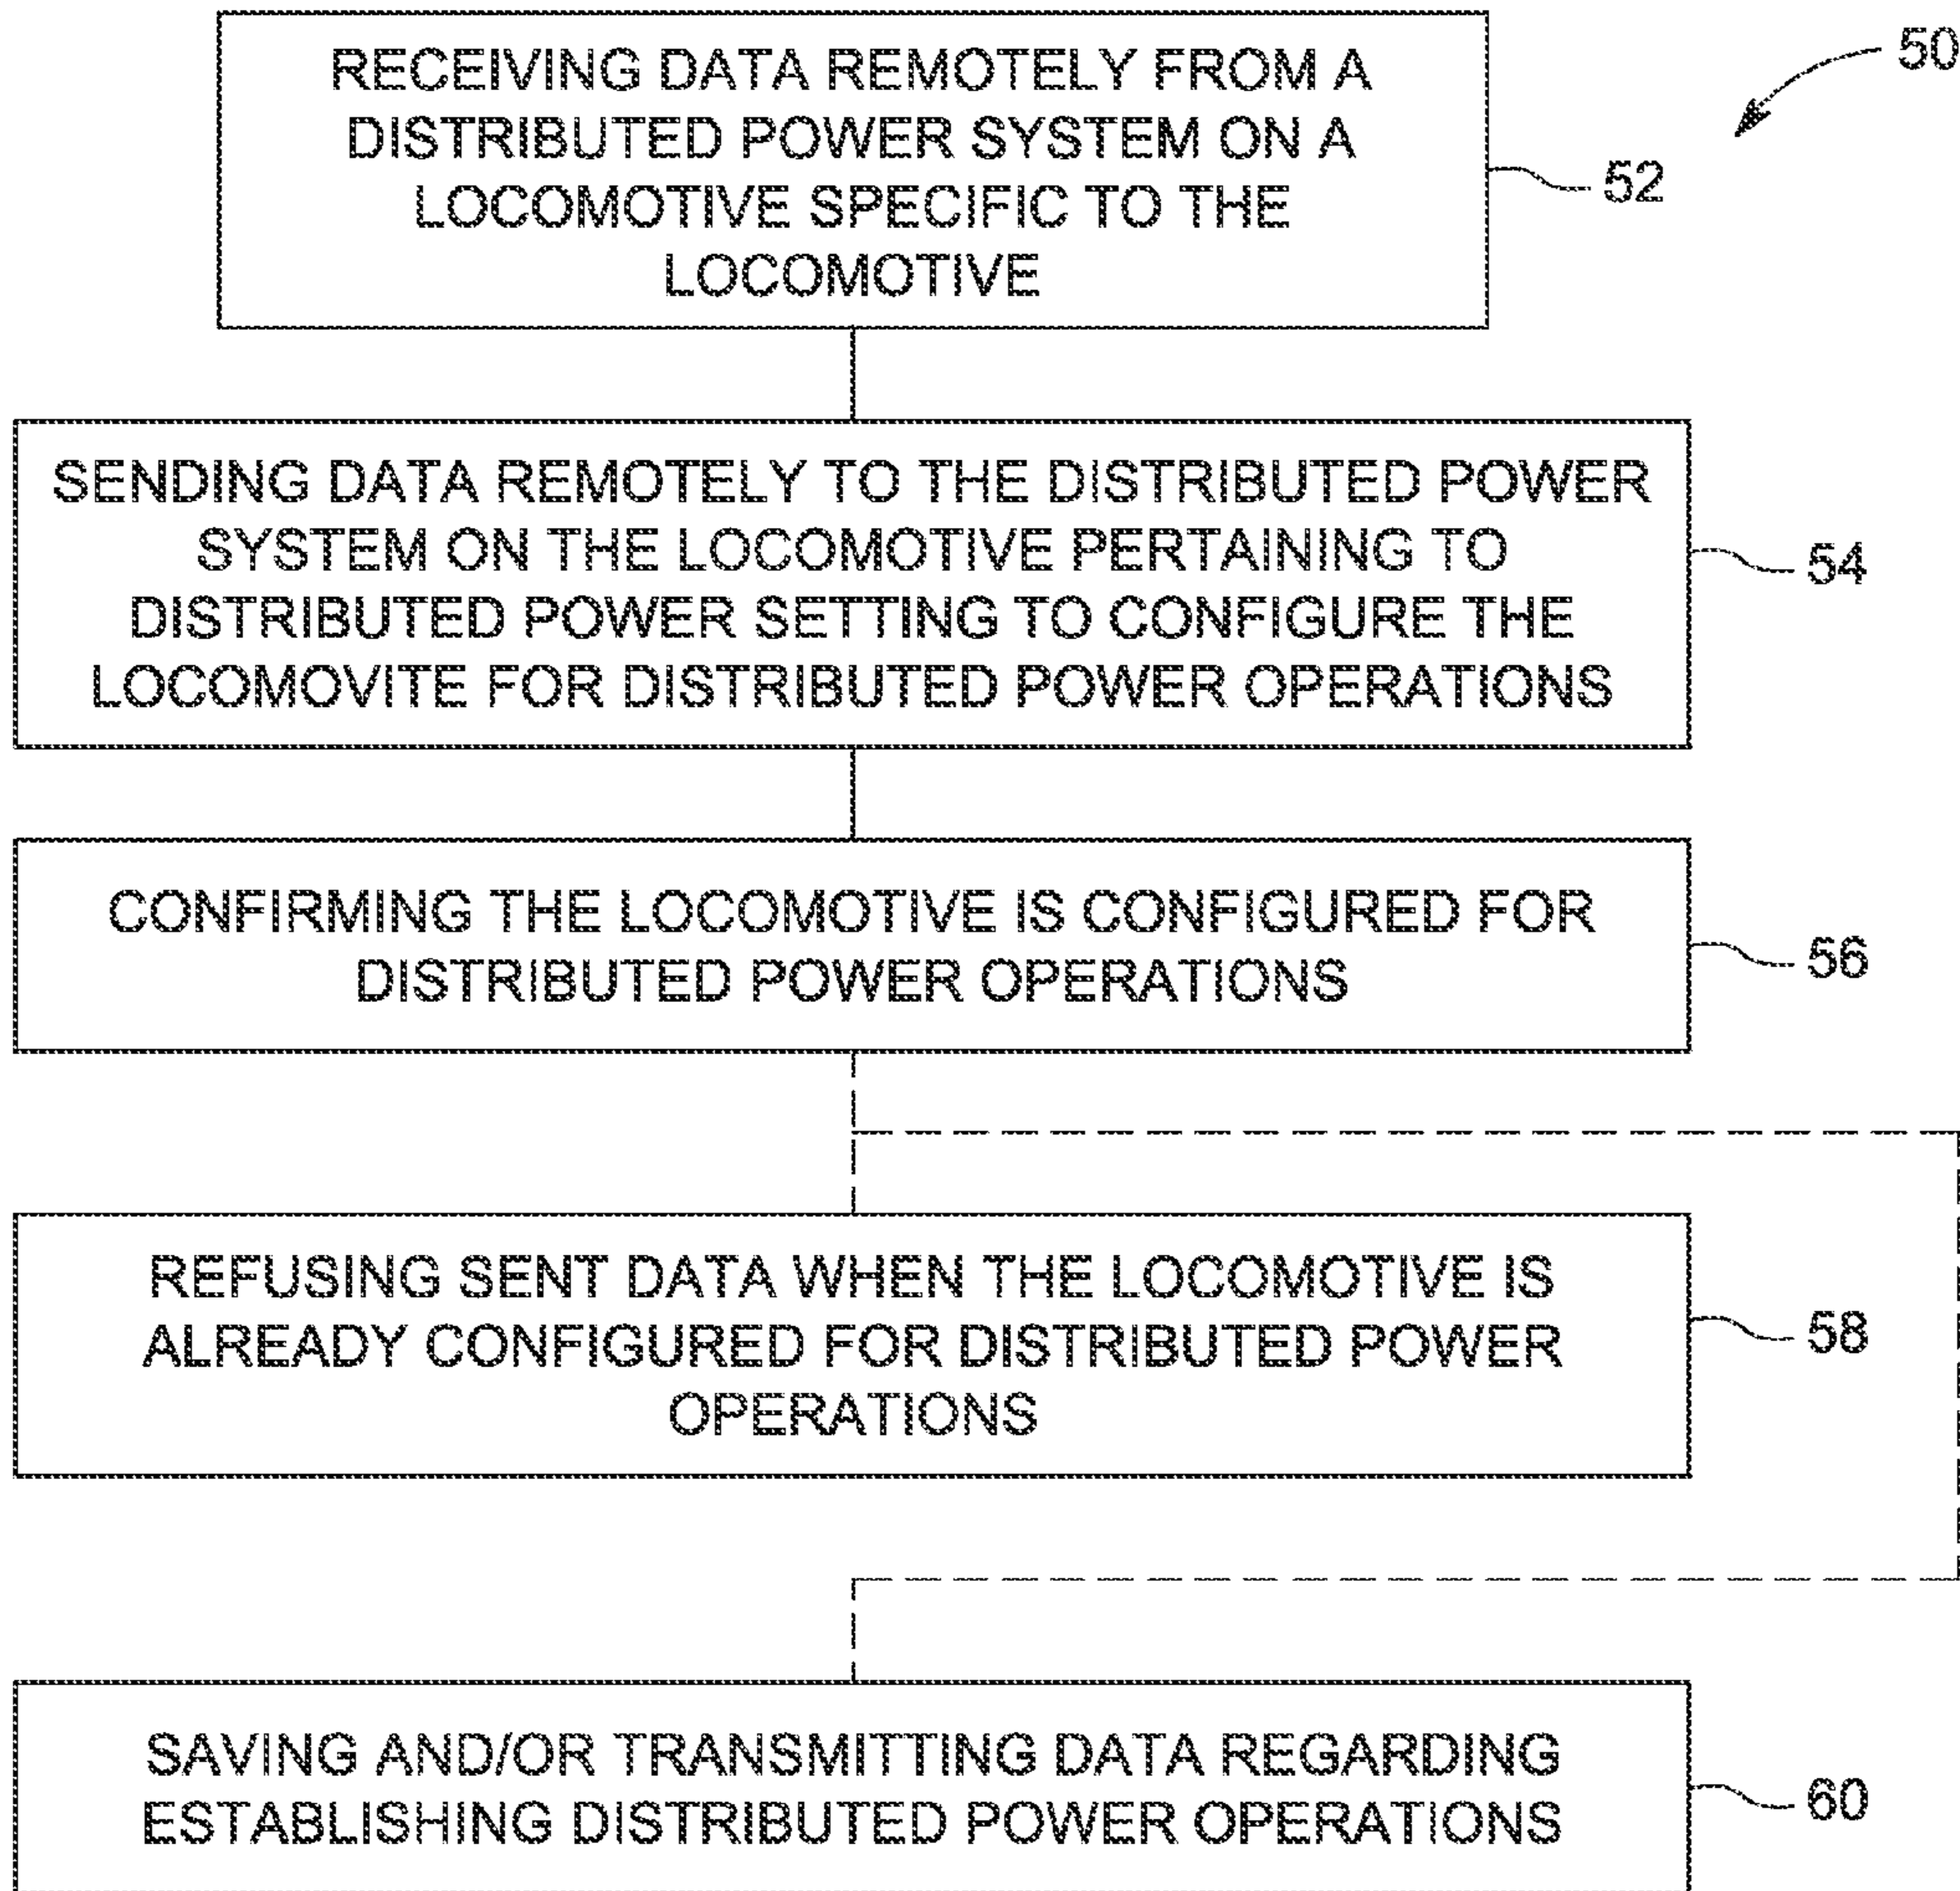 RECEIVING DATA REMOTELY FROM A
DISTRIBUTED POWER SYSTEM ON A
LOCOMOTIVE SPECIFIC TO THE
LOCOMOTIVE
50
52
SENDING DATA REMOTELY TO THE DISTRIBUTED POWER
SYSTEM ON THE LOCOMOTIVE PERTAINING TO
DISTRIBUTED POWER SETTING TO CONFIGURE THE
LOCOMOVITE FOR DISTRIBUTED POWER OPERATIONS
54
CONFIRMING THE LOCOMOTIVE IS CONFIGURED FOR
DISTRIBUTED POWER OPERATIONS
56
REFUSING SENT DATA WHEN THE LOCOMOTIVE IS
ALREADY CONFIGURED FOR DISTRIBUTED POWER
OPERATIONS
58
SAVING AND/OR TRANSMITTING DATA REGARDING
ESTABLISHING DISTRIBUTED POWER OPERATIONS
60